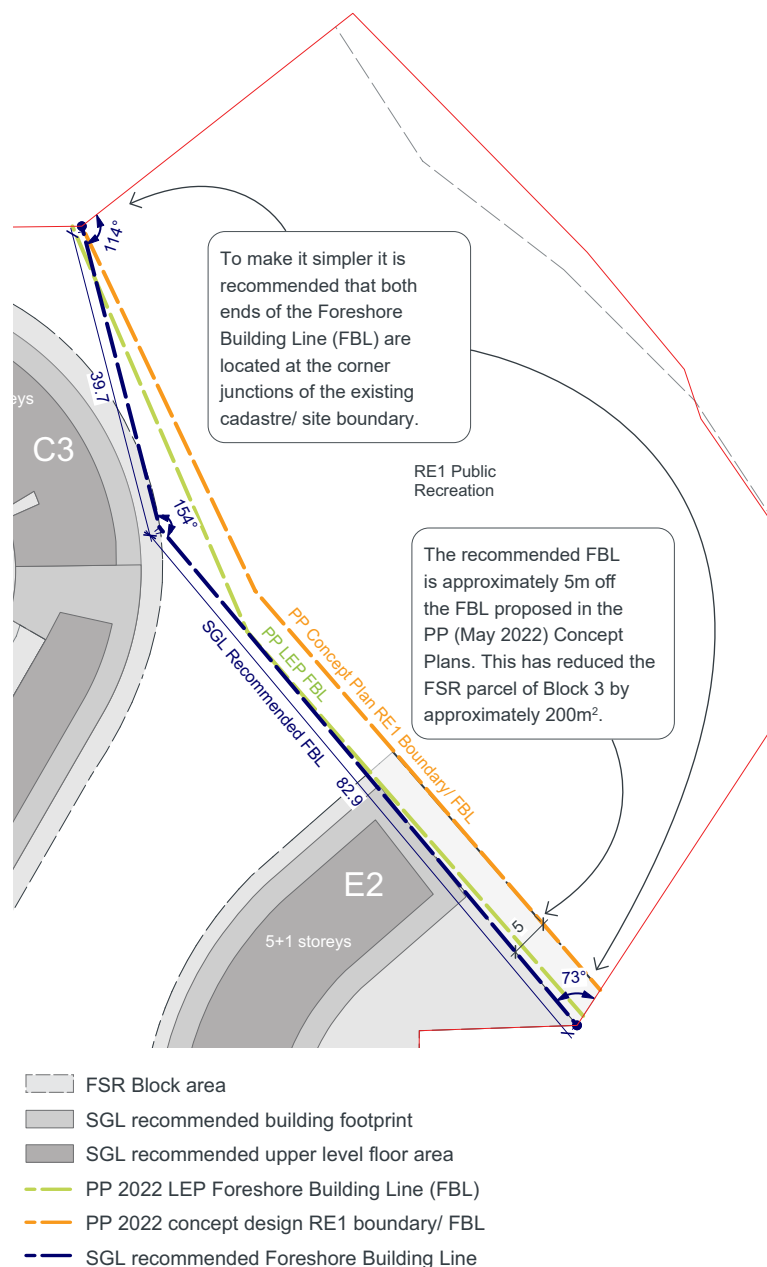 114°
To make it simpler it is
recommended that both
ends of the Foreshore
Building Line (FBL) are
located at the corner
junctions of the existing
cadastre/ site boundary.
39.7
eys
C3
RE1 Public
Recreation
154°
The recommended FBL
is approximately 5m off
the FBL proposed in the
PP (May 2022) Concept
Plans. This has reduced the
FSR parcel of Block 3 by
approximately 200m².
PP Concept Plan RE1 Boundary/ FBL
PP LEP FBL
SGL Recommended FBL
82.9
E2
5+1 storeys
5
73°
FSR Block area
SGL recommended building footprint
SGL recommended upper level floor area
PP 2022 LEP Foreshore Building Line (FBL)
PP 2022 concept design RE1 boundary/ FBL
SGL recommended Foreshore Building Line